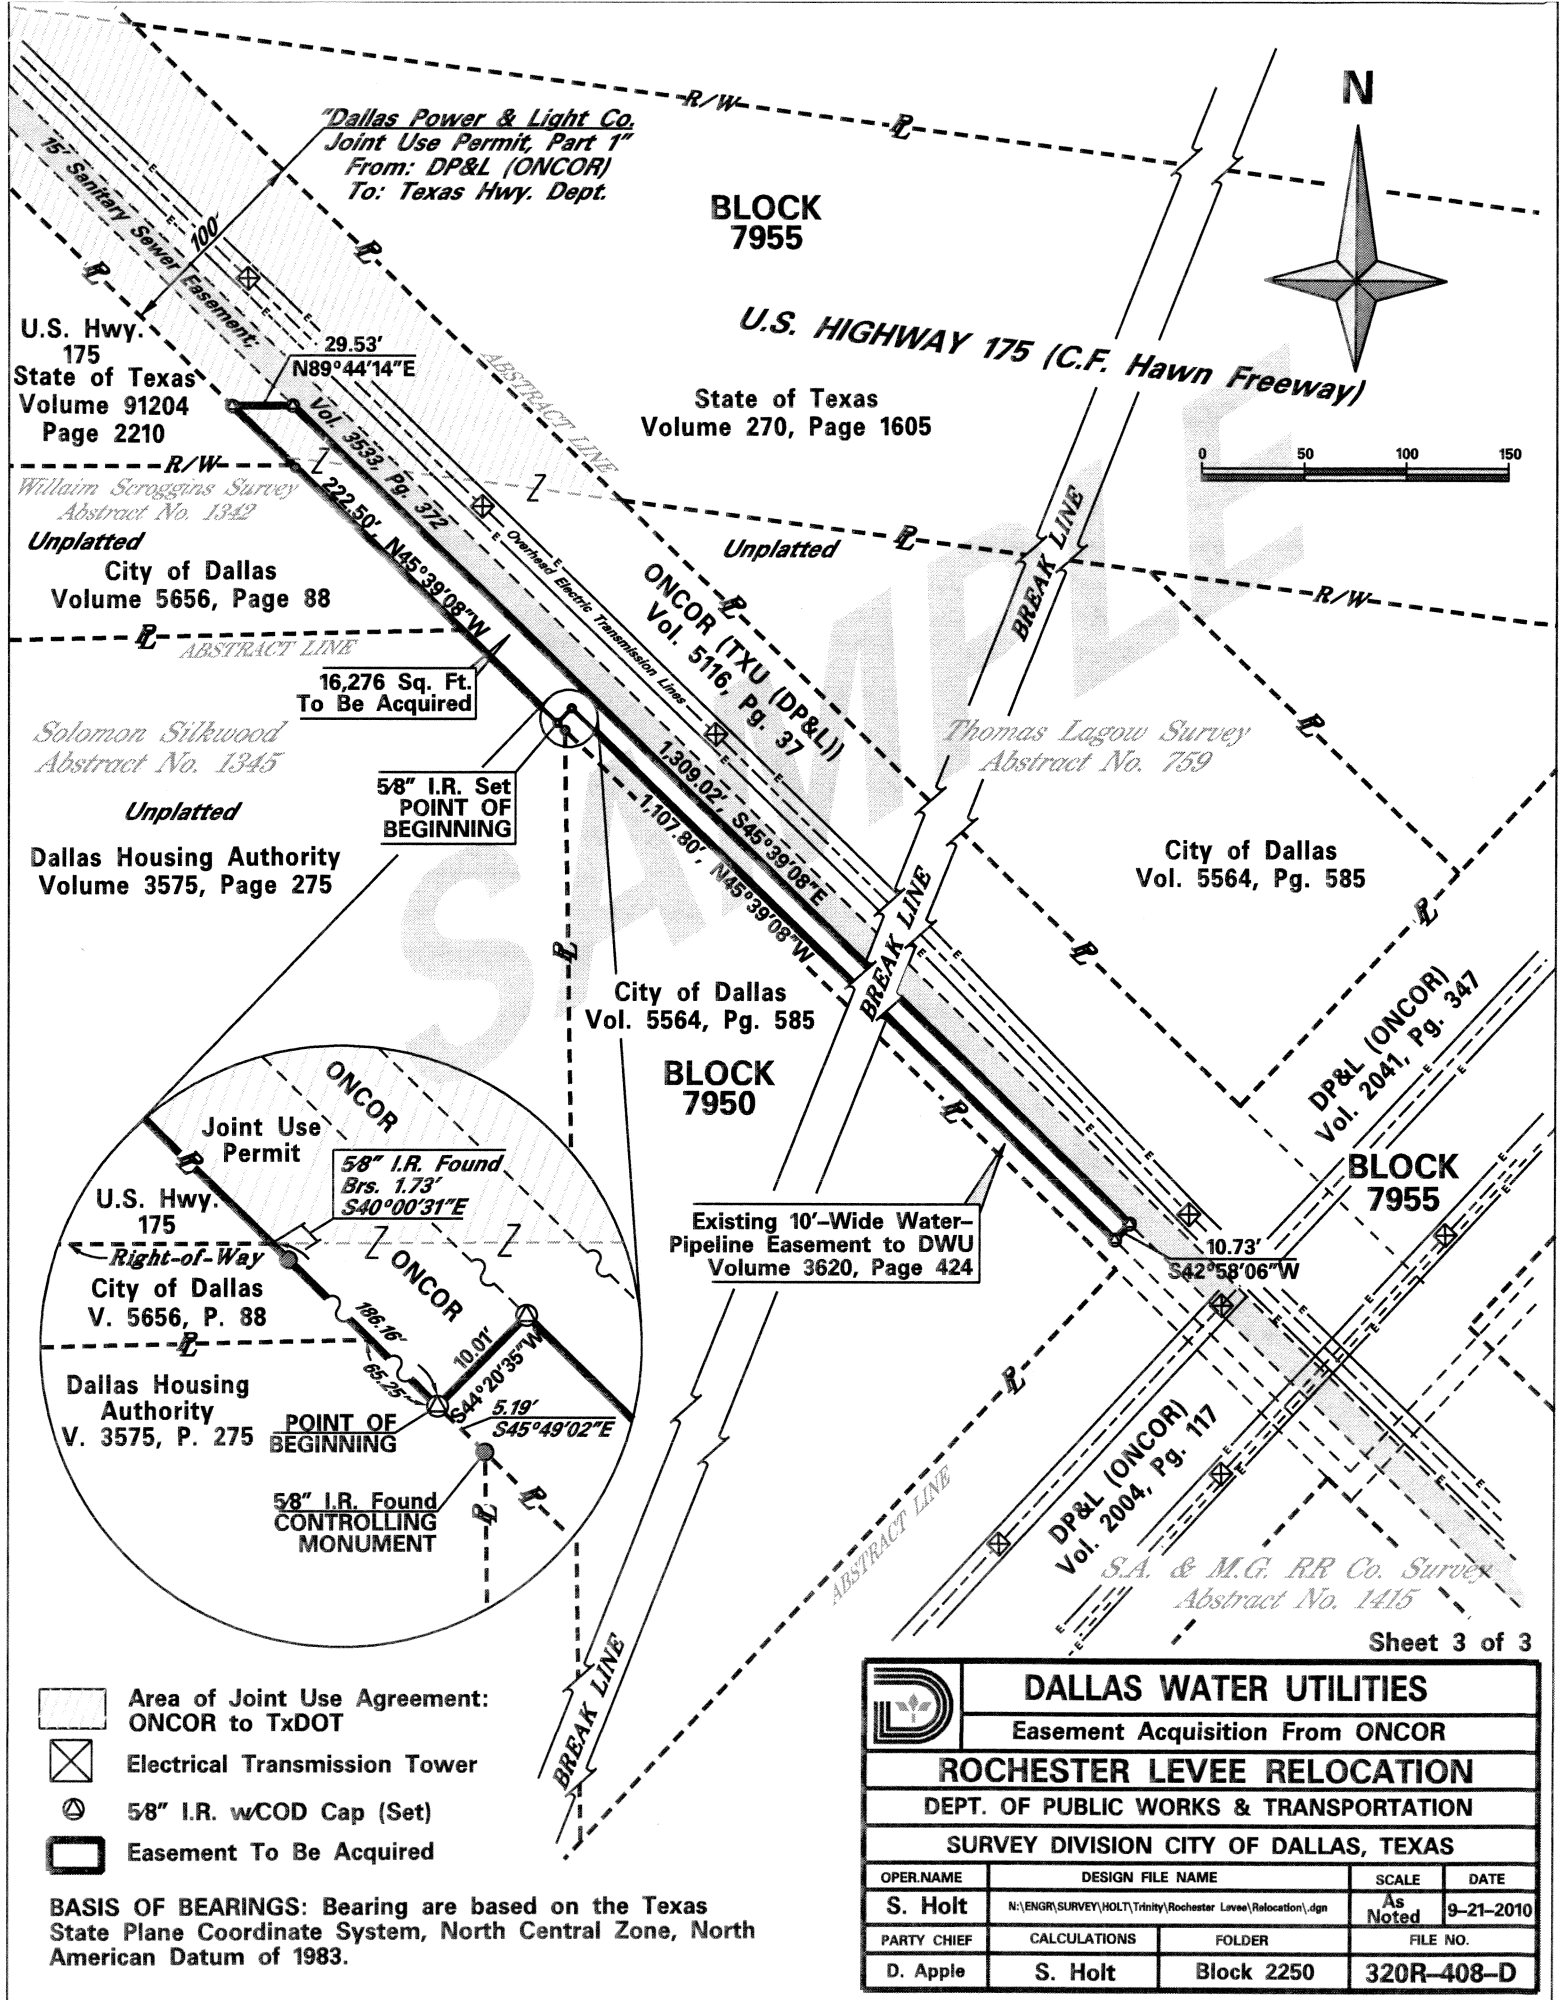 "Dallas Power & Light Co.
Joint Use Permit, Part 1"
From: DP&L (ONCOR)
To: Texas Hwy. Dept.
R/W
PL
N
15' Sanitary Sewer Easement;
Vol. 3533, Pg. 372
100'
BLOCK
7955
U.S. HIGHWAY 175 (C.F. Hawn Freeway)
State of Texas
Volume 270, Page 1605
0 50 100 150
U.S. Hwy.
175
State of Texas
Volume 91204
Page 2210
29.53'
N89°44'14"E
ABSTRACT LINE
R/W
Willaim Scroggins Survey
Abstract No. 1342
Unplatted
City of Dallas
Volume 5656, Page 88
PL
ABSTRACT LINE
222.50', N45°39'08"W
Overhead Electric Transmission Lines
Unplatted
PL
BREAK LINE
R/W
ONCOR (TXU (DP&L))
Vol. 5116, Pg. 37
16,276 Sq. Ft.
To Be Acquired
Solomon Silkwood
Abstract No. 1345
Unplatted
Dallas Housing Authority
Volume 3575, Page 275
5/8" I.R. Set
POINT OF
BEGINNING
1,309.02', S45°39'08"E
1,107.80', N45°39'08"W
Thomas Lagow Survey
Abstract No. 759
City of Dallas
Vol. 5564, Pg. 585
SAMPLE
BREAK LINE
City of Dallas
Vol. 5564, Pg. 585
BLOCK
7950
DP&L (ONCOR)
Vol. 2041, Pg. 347
BLOCK
7955
Existing 10'-Wide Water-
Pipeline Easement to DWU
Volume 3620, Page 424
10.73'
S42°58'06"W
ONCOR
Joint Use
Permit
5/8" I.R. Found
Brs. 1.73'
S40°00'31"E
U.S. Hwy.
175
Right-of-Way
City of Dallas
V. 5656, P. 88
ONCOR
186.16'
65.25'
10.01'
S44°20'35"W
Dallas Housing
Authority
V. 3575, P. 275
POINT OF
BEGINNING
5.19'
S45°49'02"E
5/8" I.R. Found
CONTROLLING
MONUMENT
DP&L (ONCOR)
Vol. 2004, Pg. 117
ABSTRACT LINE
S.A. & M.G. RR Co. Survey
Abstract No. 1415
BREAK LINE
Sheet 3 of 3
Area of Joint Use Agreement:
ONCOR to TxDOT
Electrical Transmission Tower
5/8" I.R. w/COD Cap (Set)
Easement To Be Acquired
BASIS OF BEARINGS: Bearing are based on the Texas
State Plane Coordinate System, North Central Zone, North
American Datum of 1983.
DALLAS WATER UTILITIES
Easement Acquisition From ONCOR
ROCHESTER LEVEE RELOCATION
DEPT. OF PUBLIC WORKS & TRANSPORTATION
SURVEY DIVISION CITY OF DALLAS, TEXAS
OPER.NAME DESIGN FILE NAME SCALE DATE
S. Holt N:\ENGR\SURVEY\HOLT\Trinity\Rochester Levee\Relocation\.dgn As Noted 9-21-2010
PARTY CHIEF CALCULATIONS FOLDER FILE NO.
D. Apple S. Holt Block 2250 320R-408-D